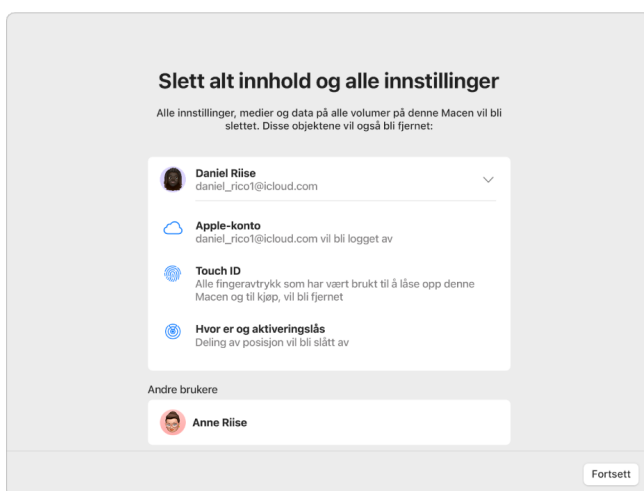 Slett alt innhold og alle innstillinger
Alle innstillinger, medier og data på alle volumer på denne Macen vil bli
slettet. Disse objektene vil også bli fjernet:
Daniel Riise
daniel_rico1@icloud.com
Apple-konto
daniel_rico1@icloud.com vil bli logget av
Touch ID
Alle fingeravtrykk som har vært brukt til å låse opp denne
Macen og til kjøp, vil bli fjernet
Hvor er og aktiveringslås
Deling av posisjon vil bli slått av
Andre brukere
Anne Riise
Fortsett